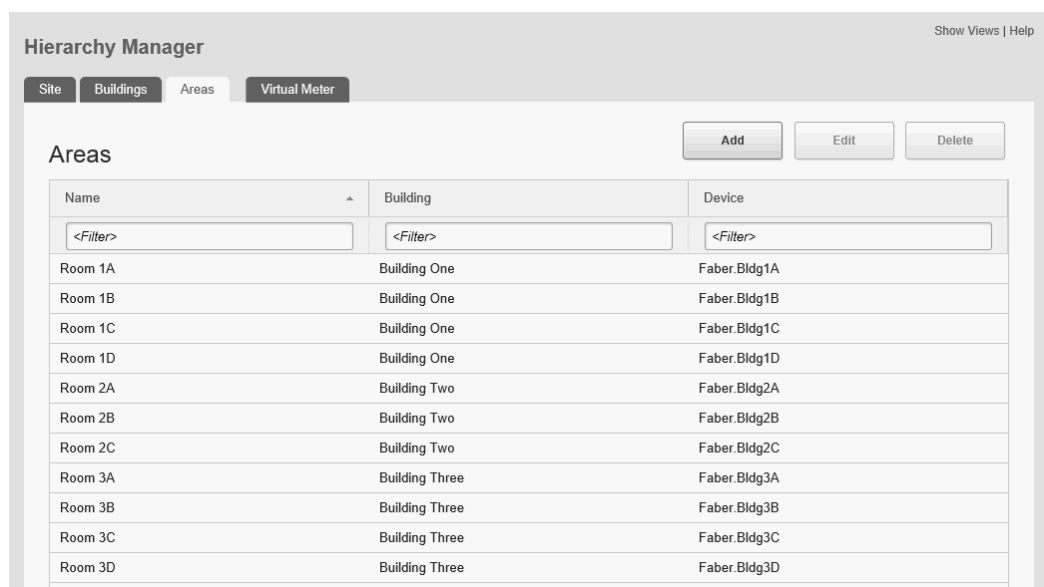 Show Views | Help
Hierarchy Manager
Site Buildings Areas Virtual Meter
Areas Add Edit Delete
Name Building Device
<Filter> <Filter> <Filter>
Room 1A Building One Faber.Bldg1A
Room 1B Building One Faber.Bldg1B
Room 1C Building One Faber.Bldg1C
Room 1D Building One Faber.Bldg1D
Room 2A Building Two Faber.Bldg2A
Room 2B Building Two Faber.Bldg2B
Room 2C Building Two Faber.Bldg2C
Room 3A Building Three Faber.Bldg3A
Room 3B Building Three Faber.Bldg3B
Room 3C Building Three Faber.Bldg3C
Room 3D Building Three Faber.Bldg3D